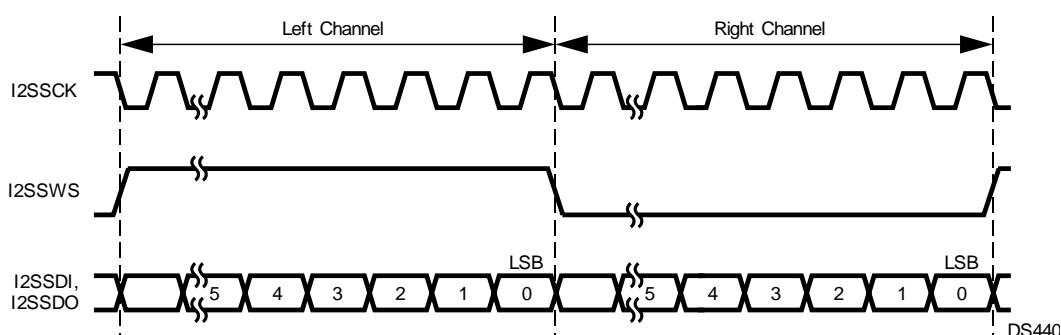 Left Channel Right Channel
I2SSCK
I2SSWS
LSB LSB
I2SSDI,
I2SSDO
5 4 3 2 1 0 5 4 3 2 1 0
DS440